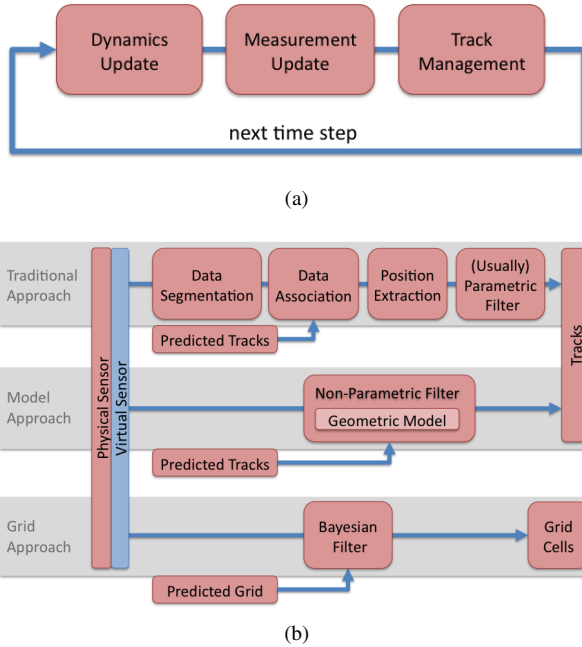 Dynamics
Update
Measurement
Update
Track
Management
next time step
(a)
Traditional
Approach
Physical Sensor
Virtual Sensor
Data
Segmentation
Data
Association
Position
Extraction
(Usually)
Parametric
Filter
Tracks
Predicted Tracks
Model
Approach
Non-Parametric Filter
Geometric Model
Predicted Tracks
Grid
Approach
Bayesian
Filter
Grid
Cells
Predicted Grid
(b)